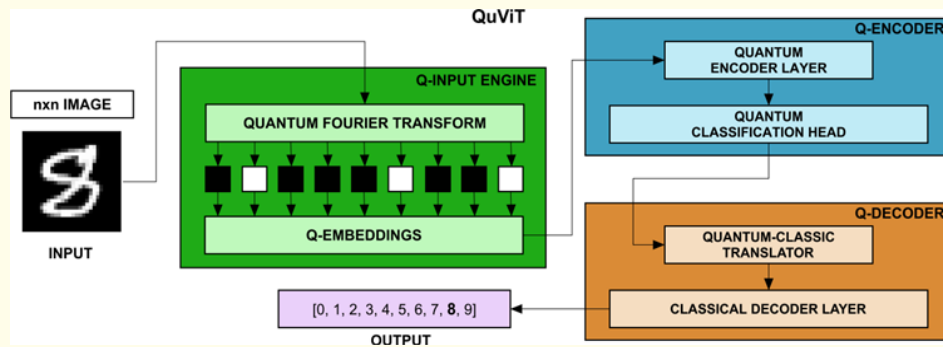 QuViT
nxn IMAGE
INPUT
Q-INPUT ENGINE
QUANTUM FOURIER TRANSFORM
Q-EMBEDDINGS
Q-ENCODER
QUANTUM
ENCODER LAYER
QUANTUM
CLASSIFICATION HEAD
Q-DECODER
QUANTUM-CLASSIC
TRANSLATOR
CLASSICAL DECODER LAYER
[0, 1, 2, 3, 4, 5, 6, 7, 8, 9]
OUTPUT